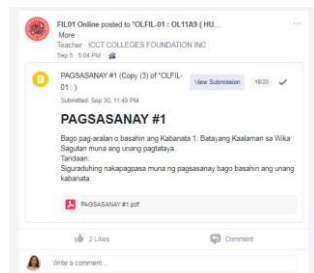 FIL01 Online posted to "OLFIL-01 : OL11A9 ( HU...
More
Teacher · ICCT COLLEGES FOUNDATION INC
Sep 6 · 5:04 PM ·
PAGSASANAY #1 (Copy (3) of "OLFIL-
01 : )
View Submission
19/20
Submitted: Sep 30, 11:49 PM
PAGSASANAY #1
Bago pag-aralan o basahin ang Kabanata 1: Batayang Kaalaman sa Wika
Sagutan muna ang unang pagtataya.
Tandaan:
Siguraduhing nakapagpasa muna ng pagsasanay bago basahin ang unang
kabanata.
PAGSASANAY #1.pdf
2 Likes
Comment
Write a comment...